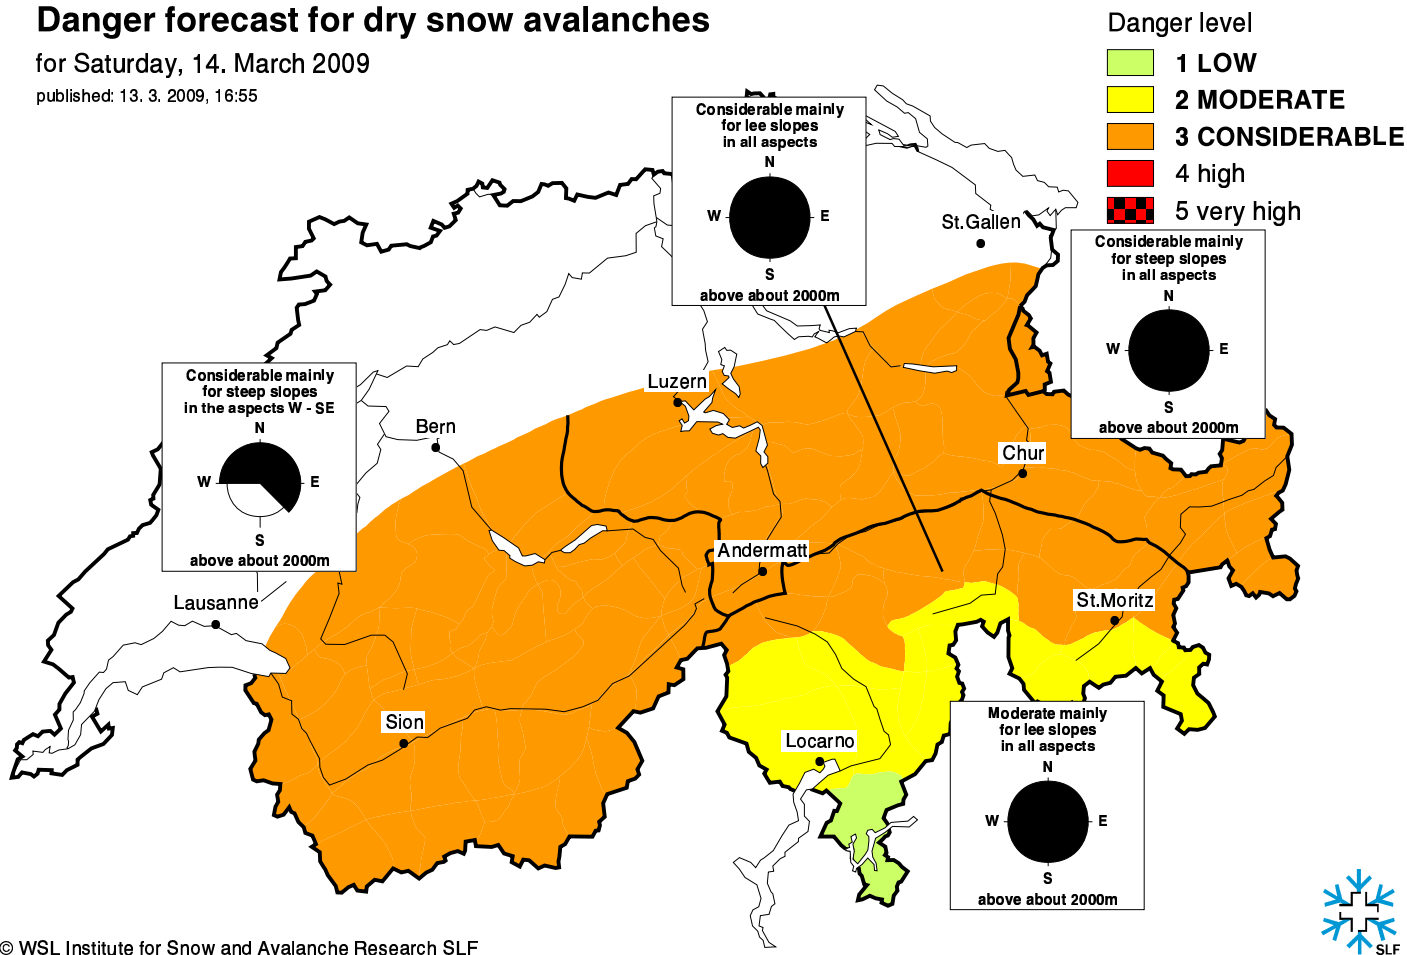 Danger forecast for dry snow avalanches
for Saturday, 14. March 2009
published: 13. 3. 2009, 16:55
Danger level
1 LOW
2 MODERATE
3 CONSIDERABLE
4 high
5 very high
Considerable mainly
for lee slopes
in all aspects
N
W E
S
above about 2000m
St.Gallen
Considerable mainly
for steep slopes
in all aspects
N
W E
S
above about 2000m
Considerable mainly
for steep slopes
in the aspects W - SE
N
W E
S
above about 2000m
Luzern
Bern
Chur
Andermatt
Lausanne
St.Moritz
Sion
Locarno
Moderate mainly
for lee slopes
in all aspects
N
W E
S
above about 2000m
SLF
© WSL Institute for Snow and Avalanche Research SLF